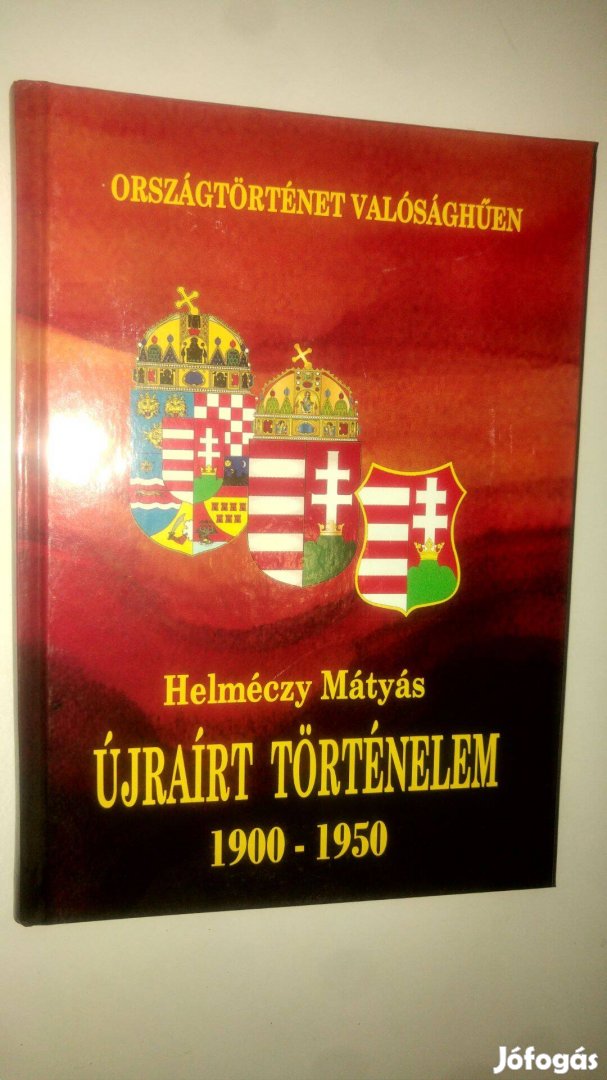 ORSZÁGTÖRTÉNET VALÓSÁGHŰEN
Helméczy Mátyás
ÚJRAÍRT TÖRTÉNELEM
1900 - 1950
Jófogás